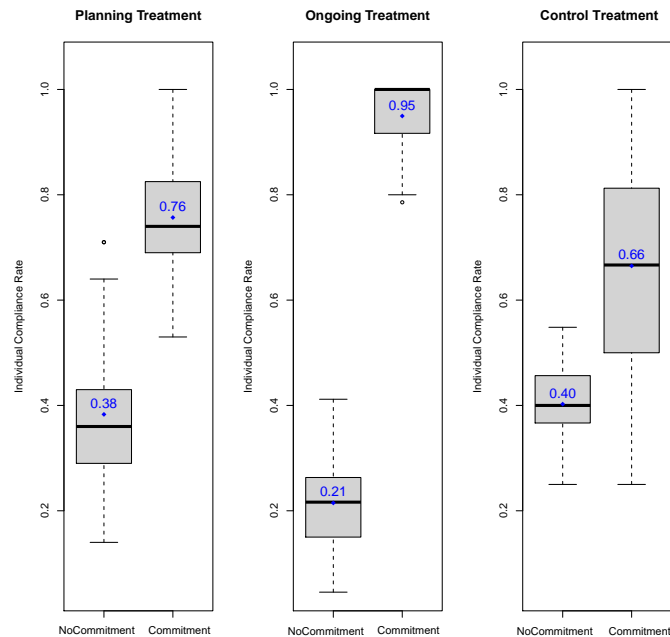 Planning Treatment
Individual Compliance Rate
1.0
0.8
0.6
0.4
0.2
0.38
0.76
NoCommitment Commitment
Ongoing Treatment
Individual Compliance Rate
1.0
0.8
0.6
0.4
0.2
0.21
0.95
NoCommitment Commitment
Control Treatment
Individual Compliance Rate
1.0
0.8
0.6
0.4
0.2
0.40
0.66
NoCommitment Commitment